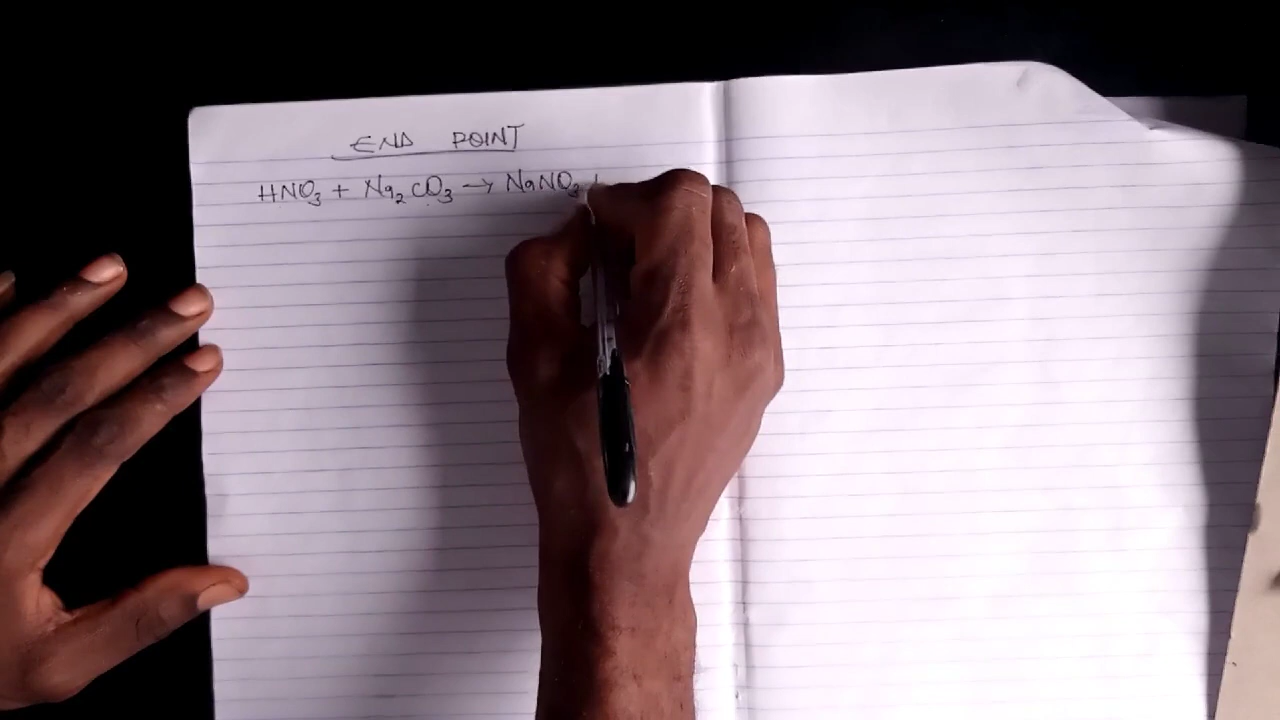 END POINT
HNO₃ + Na₂CO₃ → NaNO₃ +